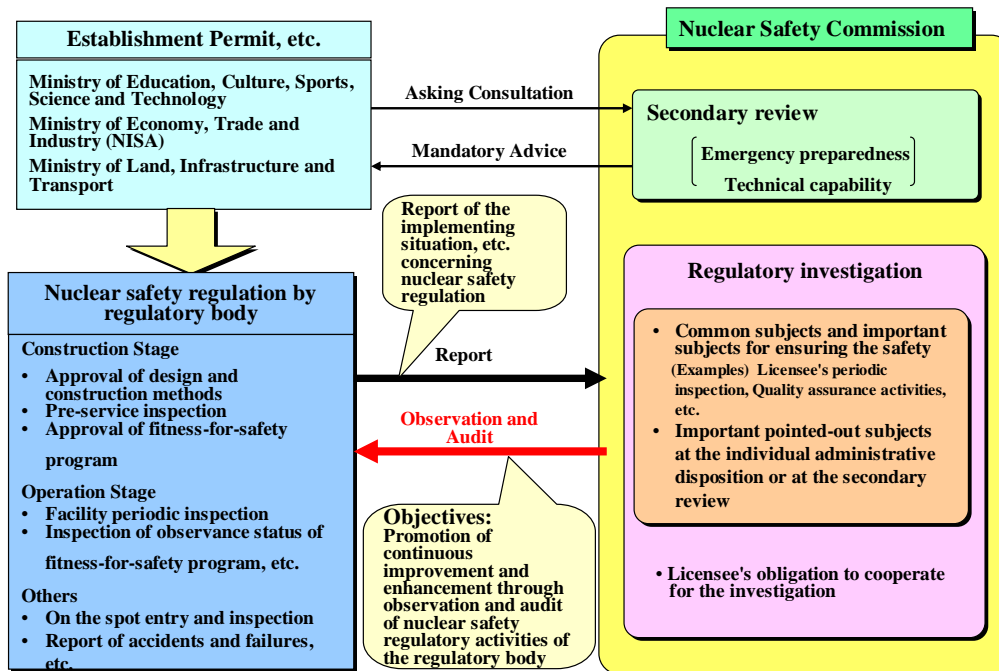 Establishment Permit, etc.
Ministry of Education, Culture, Sports,
Science and Technology
Ministry of Economy, Trade and
Industry (NISA)
Ministry of Land, Infrastructure and
Transport
Asking Consultation
Mandatory Advice
Nuclear Safety Commission
Secondary review
Emergency preparedness
Technical capability
Report of the
implementing
situation, etc.
concerning
nuclear safety
regulation
Nuclear safety regulation by
regulatory body
Construction Stage
• Approval of design and
construction methods
• Pre-service inspection
• Approval of fitness-for-safety
program
Operation Stage
• Facility periodic inspection
• Inspection of observance status of
fitness-for-safety program, etc.
Others
• On the spot entry and inspection
• Report of accidents and failures,
etc.
Report
Observation and
Audit
Objectives:
Promotion of
continuous
improvement and
enhancement through
observation and audit
of nuclear safety
regulatory activities of
the regulatory body
Regulatory investigation
• Common subjects and important
subjects for ensuring the safety
(Examples) Licensee's periodic
inspection, Quality assurance activities,
etc.
• Important pointed-out subjects
at the individual administrative
disposition or at the secondary
review
• Licensee's obligation to cooperate
for the investigation